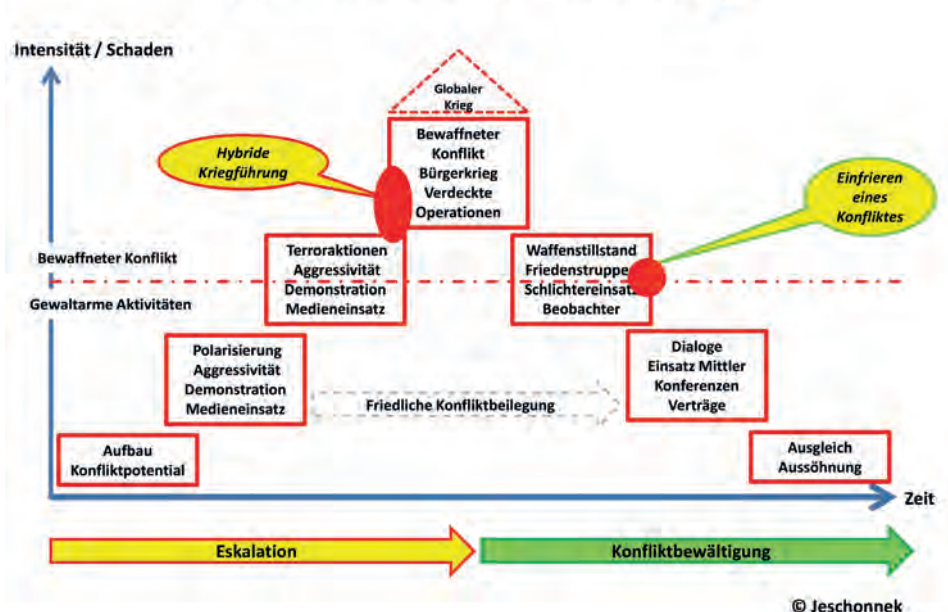 Intensität / Schaden
Globaler
Krieg
Bewaffneter
Konflikt
Bürgerkrieg
Verdeckte
Operationen
Hybride
Kriegführung
Einfrieren
eines
Konfliktes
Bewaffneter Konflikt
Gewaltarme Aktivitäten
Terroraktionen
Aggressivität
Demonstration
Medieneinsatz
Waffenstillstand
Friedenstruppe
Schlichtereinsatz
Beobachter
Polarisierung
Aggressivität
Demonstration
Medieneinsatz
Friedliche Konfliktbeilegung
Dialoge
Einsatz Mittler
Konferenzen
Verträge
Aufbau
Konfliktpotential
Ausgleich
Aussöhnung
Zeit
Eskalation
Konfliktbewältigung
© Jeschonnek